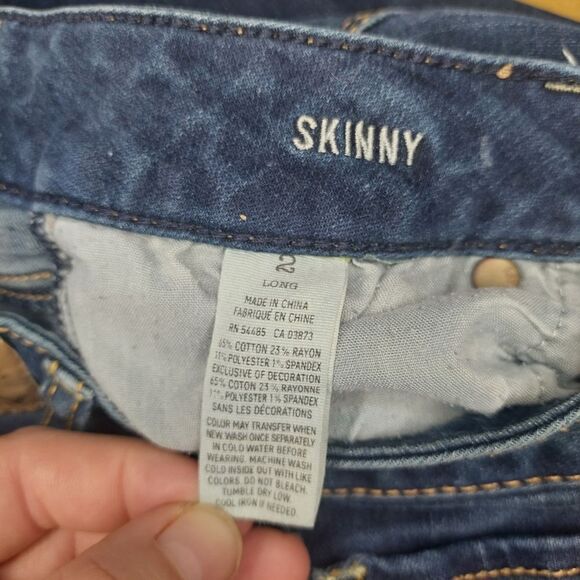 SKINNY
2
LONG
MADE IN CHINA
FABRIQUÉ EN CHINE
RN 54485 CA 03873
65% COTTON 23% RAYON
11% POLYESTER 1% SPANDEX
EXCLUSIVE OF DECORATION
65% COTON 23% RAYONNE
11% POLYESTER 1% SPANDEX
SANS LES DÉCORATIONS
COLOR MAY TRANSFER WHEN
NEW WASH ONCE SEPARATELY
IN COLD WATER BEFORE
WEARING. MACHINE WASH
COLD INSIDE OUT WITH LIKE
COLORS. DO NOT BLEACH.
TUMBLE DRY LOW.
COOL IRON IF NEEDED.